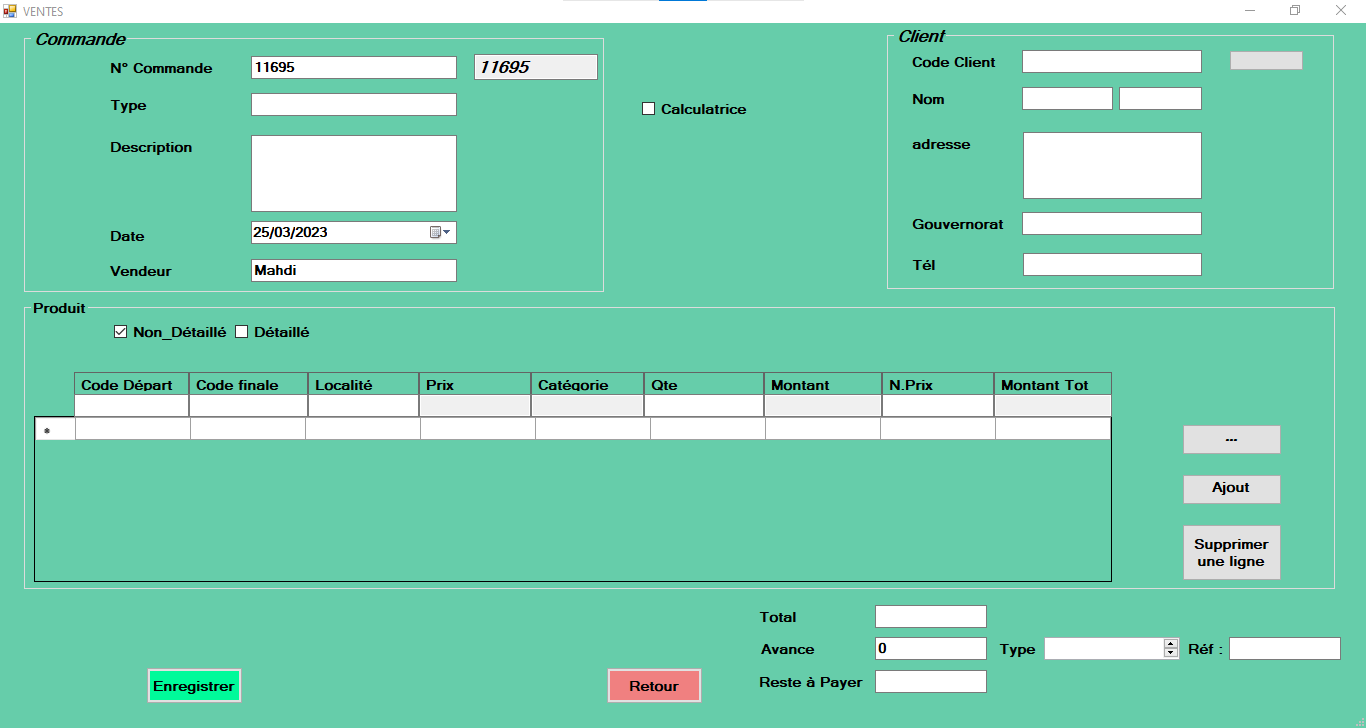 VENTES
Commande
N° Commande 11695 11695
Type
Description
Date 25/03/2023
Vendeur Mahdi
Calculatrice
Client
Code Client
Nom
adresse
Gouvernorat
Tél
Produit
Non_Détaillé Détaillé
Code Départ Code finale Localité Prix Catégorie Qte Montant N.Prix Montant Tot
*
---
Ajout
Supprimer
une ligne
Total
Avance 0 Type Réf :
Reste à Payer
Enregistrer Retour